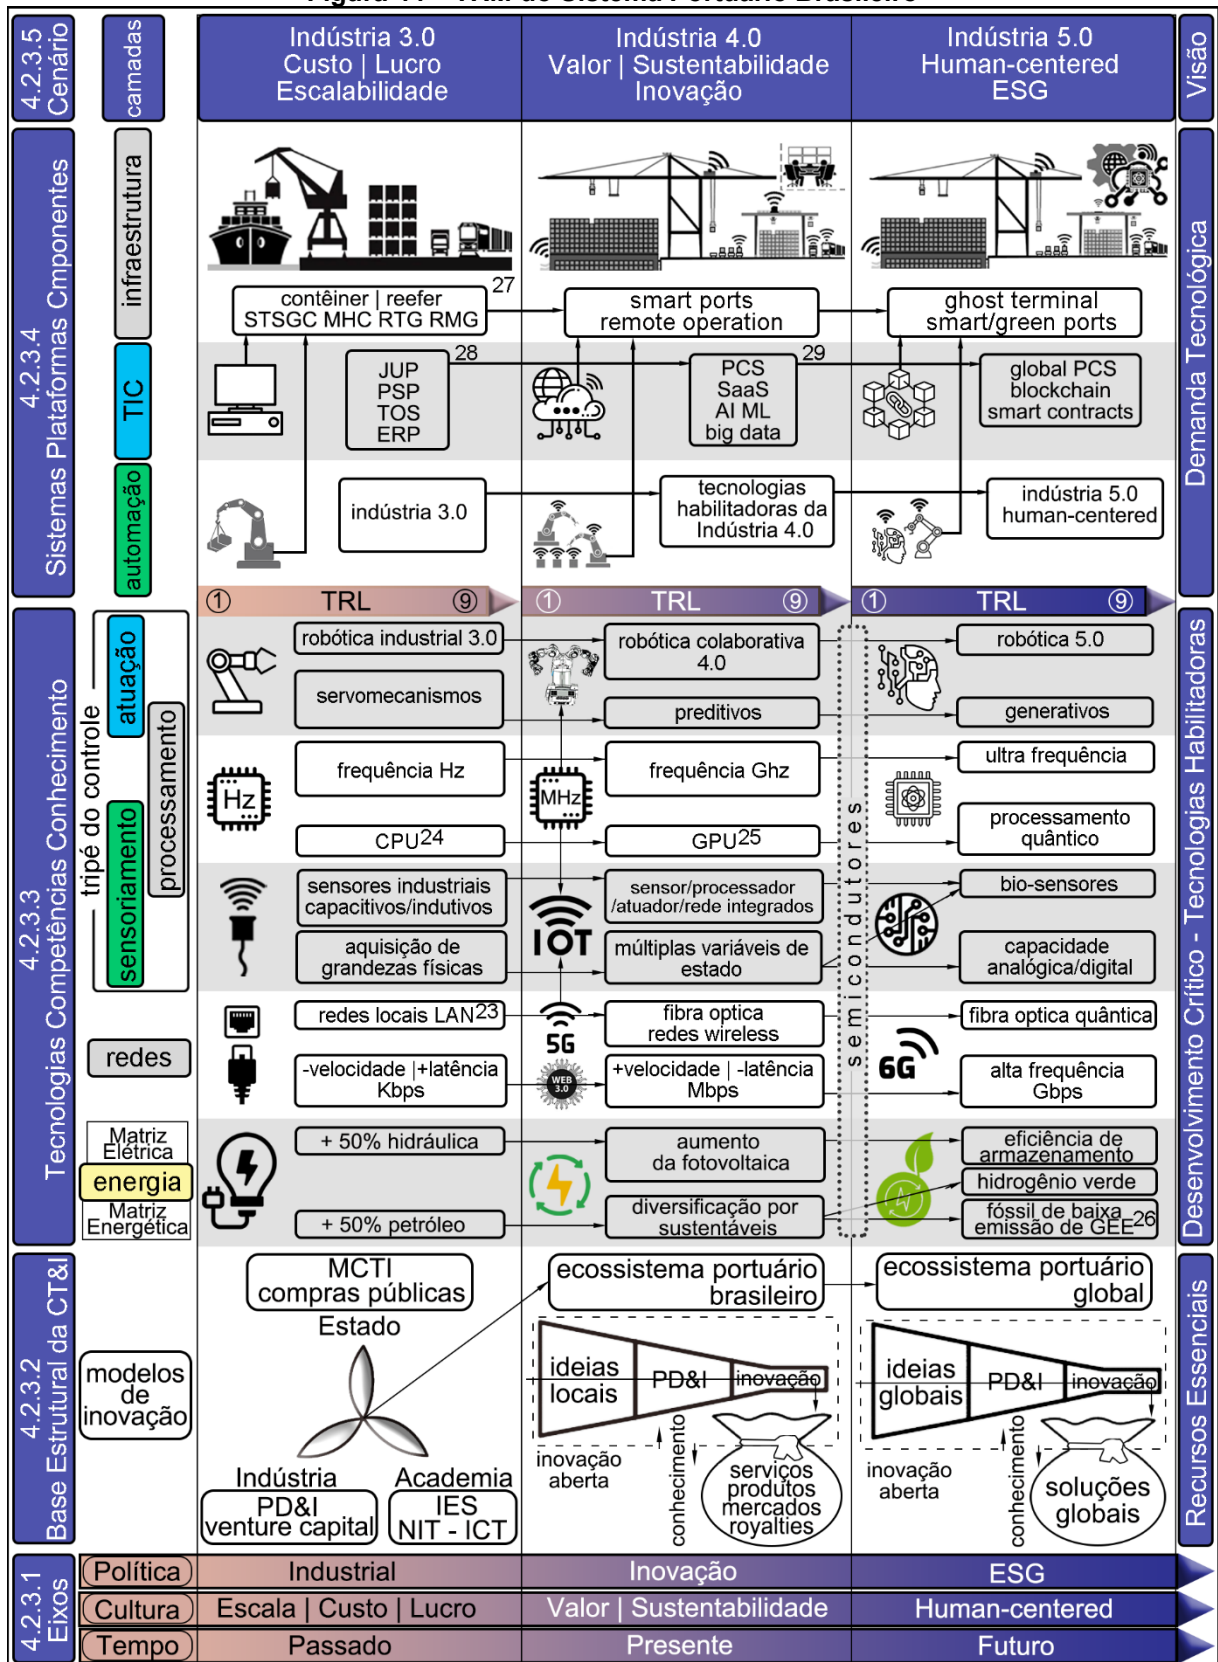 Figura TRM do Sistema Portuário Brasileiro
4.2.3.5
Cenário
camadas
Indústria 3.0
Custo | Lucro
Escalabilidade
Indústria 4.0
Valor | Sustentabilidade
Inovação
Indústria 5.0
Human-centered
ESG
Visão
4.2.3.4
Sistemas Plataformas Cmponentes
infraestrutura
TIC
automação
Demanda Tecnológica
contêiner | reefer
STSGC MHC RTG RMG
27
smart ports
remote operation
ghost terminal
smart/green ports
JUP
PSP
TOS
ERP
28
PCS
SaaS
AI ML
big data
29
global PCS
blockchain
smart contracts
indústria 3.0
tecnologias
habilitadoras da
Indústria 4.0
indústria 5.0
human-centered
1 TRL 9
1 TRL 9
1 TRL 9
4.2.3.3
Tecnologias Competências Conhecimento
tripé do controle
atuação
processamento
sensoriamento
Desenvolvimento Crítico - Tecnologias Habilitadoras
semicondutores
robótica industrial 3.0
robótica colaborativa
4.0
robótica 5.0
servomecanismos
preditivos
generativos
Hz
frequência Hz
MHz
frequência Ghz
ultra frequência
CPU24
GPU25
processamento
quântico
sensores industriais
capacitivos/indutivos
sensor/processador
/atuador/rede integrados
bio-sensores
IOT
aquisição de
grandezas físicas
múltiplas variáveis de
estado
capacidade
analógica/digital
redes
redes locais LAN23
5G
fibra optica
redes wireless
fibra optica quântica
-velocidade |+latência
Kbps
WEB
3.0
+velocidade | -latência
Mbps
6G
alta frequência
Gbps
Matriz
Elétrica
energia
Matriz
Energética
+ 50% hidráulica
aumento
da fotovoltaica
eficiência de
armazenamento
hidrogênio verde
+ 50% petróleo
diversificação por
sustentáveis
fóssil de baixa
emissão de GEE26
4.2.3.2
Base Estrutural da CT&I
modelos
de
inovação
Recursos Essenciais
MCTI
compras públicas
Estado
Indústria
PD&I
venture capital
Academia
IES
NIT - ICT
ecossistema portuário
brasileiro
ideias
locais
PD&I
inovação
inovação
aberta
conhecimento
serviços
produtos
mercados
royalties
ecossistema portuário
global
ideias
globais
PD&I
inovação
inovação
aberta
conhecimento
soluções
globais
4.2.3.1
Eixos
Política Industrial Inovação ESG
Cultura Escala | Custo | Lucro Valor | Sustentabilidade Human-centered
Tempo Passado Presente Futuro